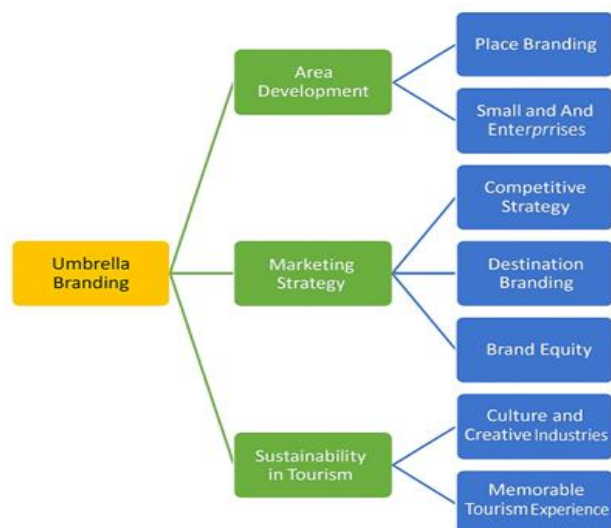 Place Branding
Area
Development
Small and And
Enterprrises
Competitive
Strategy
Umbrella
Branding
Marketing
Strategy
Destination
Branding
Brand Equity
Culture and
Creative Industries
Sustainability
in Tourism
Memorable
Tourism Experience